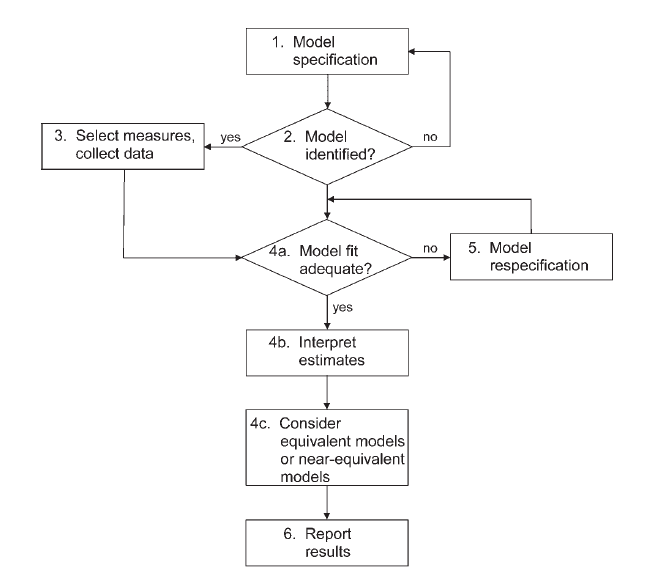 1. Model
specification
2. Model
identified?
yes
no
3. Select measures,
collect data
4a. Model fit
adequate?
no
5. Model
respecification
yes
4b. Interpret
estimates
4c. Consider
equivalent models
or near-equivalent
models
6. Report
results